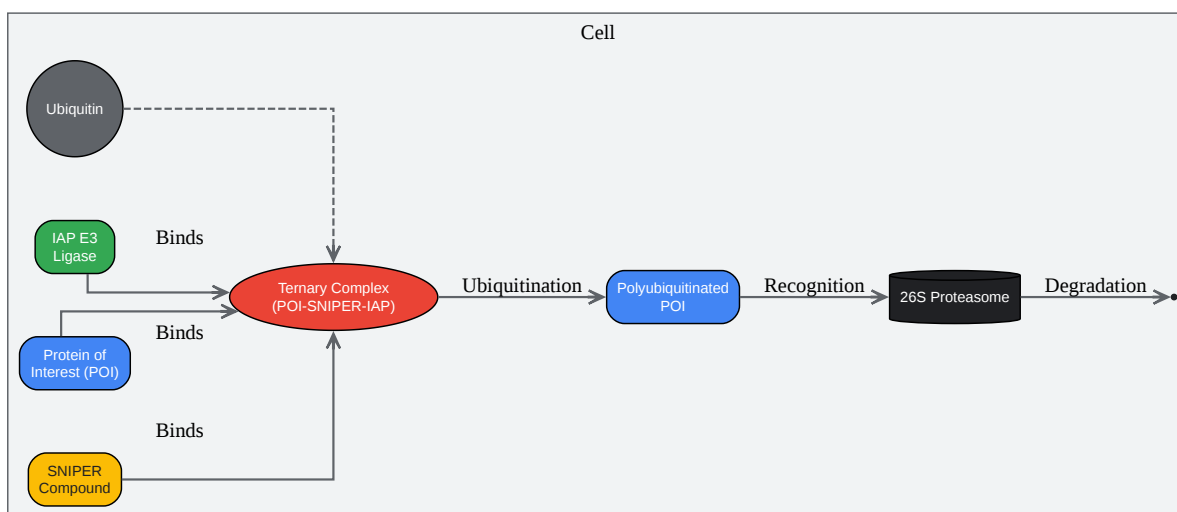 Cell
Ubiquitin
IAP E3
Ligase
Binds
Ternary Complex
(POI-SNIPER-IAP)
Ubiquitination
Polyubiquitinated
POI
Recognition
26S Proteasome
Degradation
Binds
Protein of
Interest (POI)
Binds
SNIPER
Compound